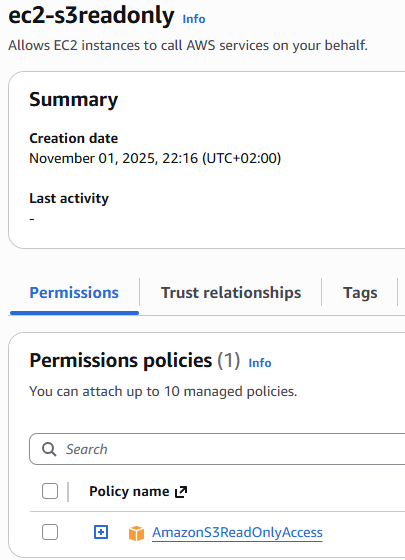 ec2-s3readonly Info
Allows EC2 instances to call AWS services on your behalf.
Summary
Creation date
November 01, 2025, 22:16 (UTC+02:00)
Last activity
-
Permissions Trust relationships Tags
Permissions policies (1) Info
You can attach up to 10 managed policies.
Search
Policy name
AmazonS3ReadOnlyAccess